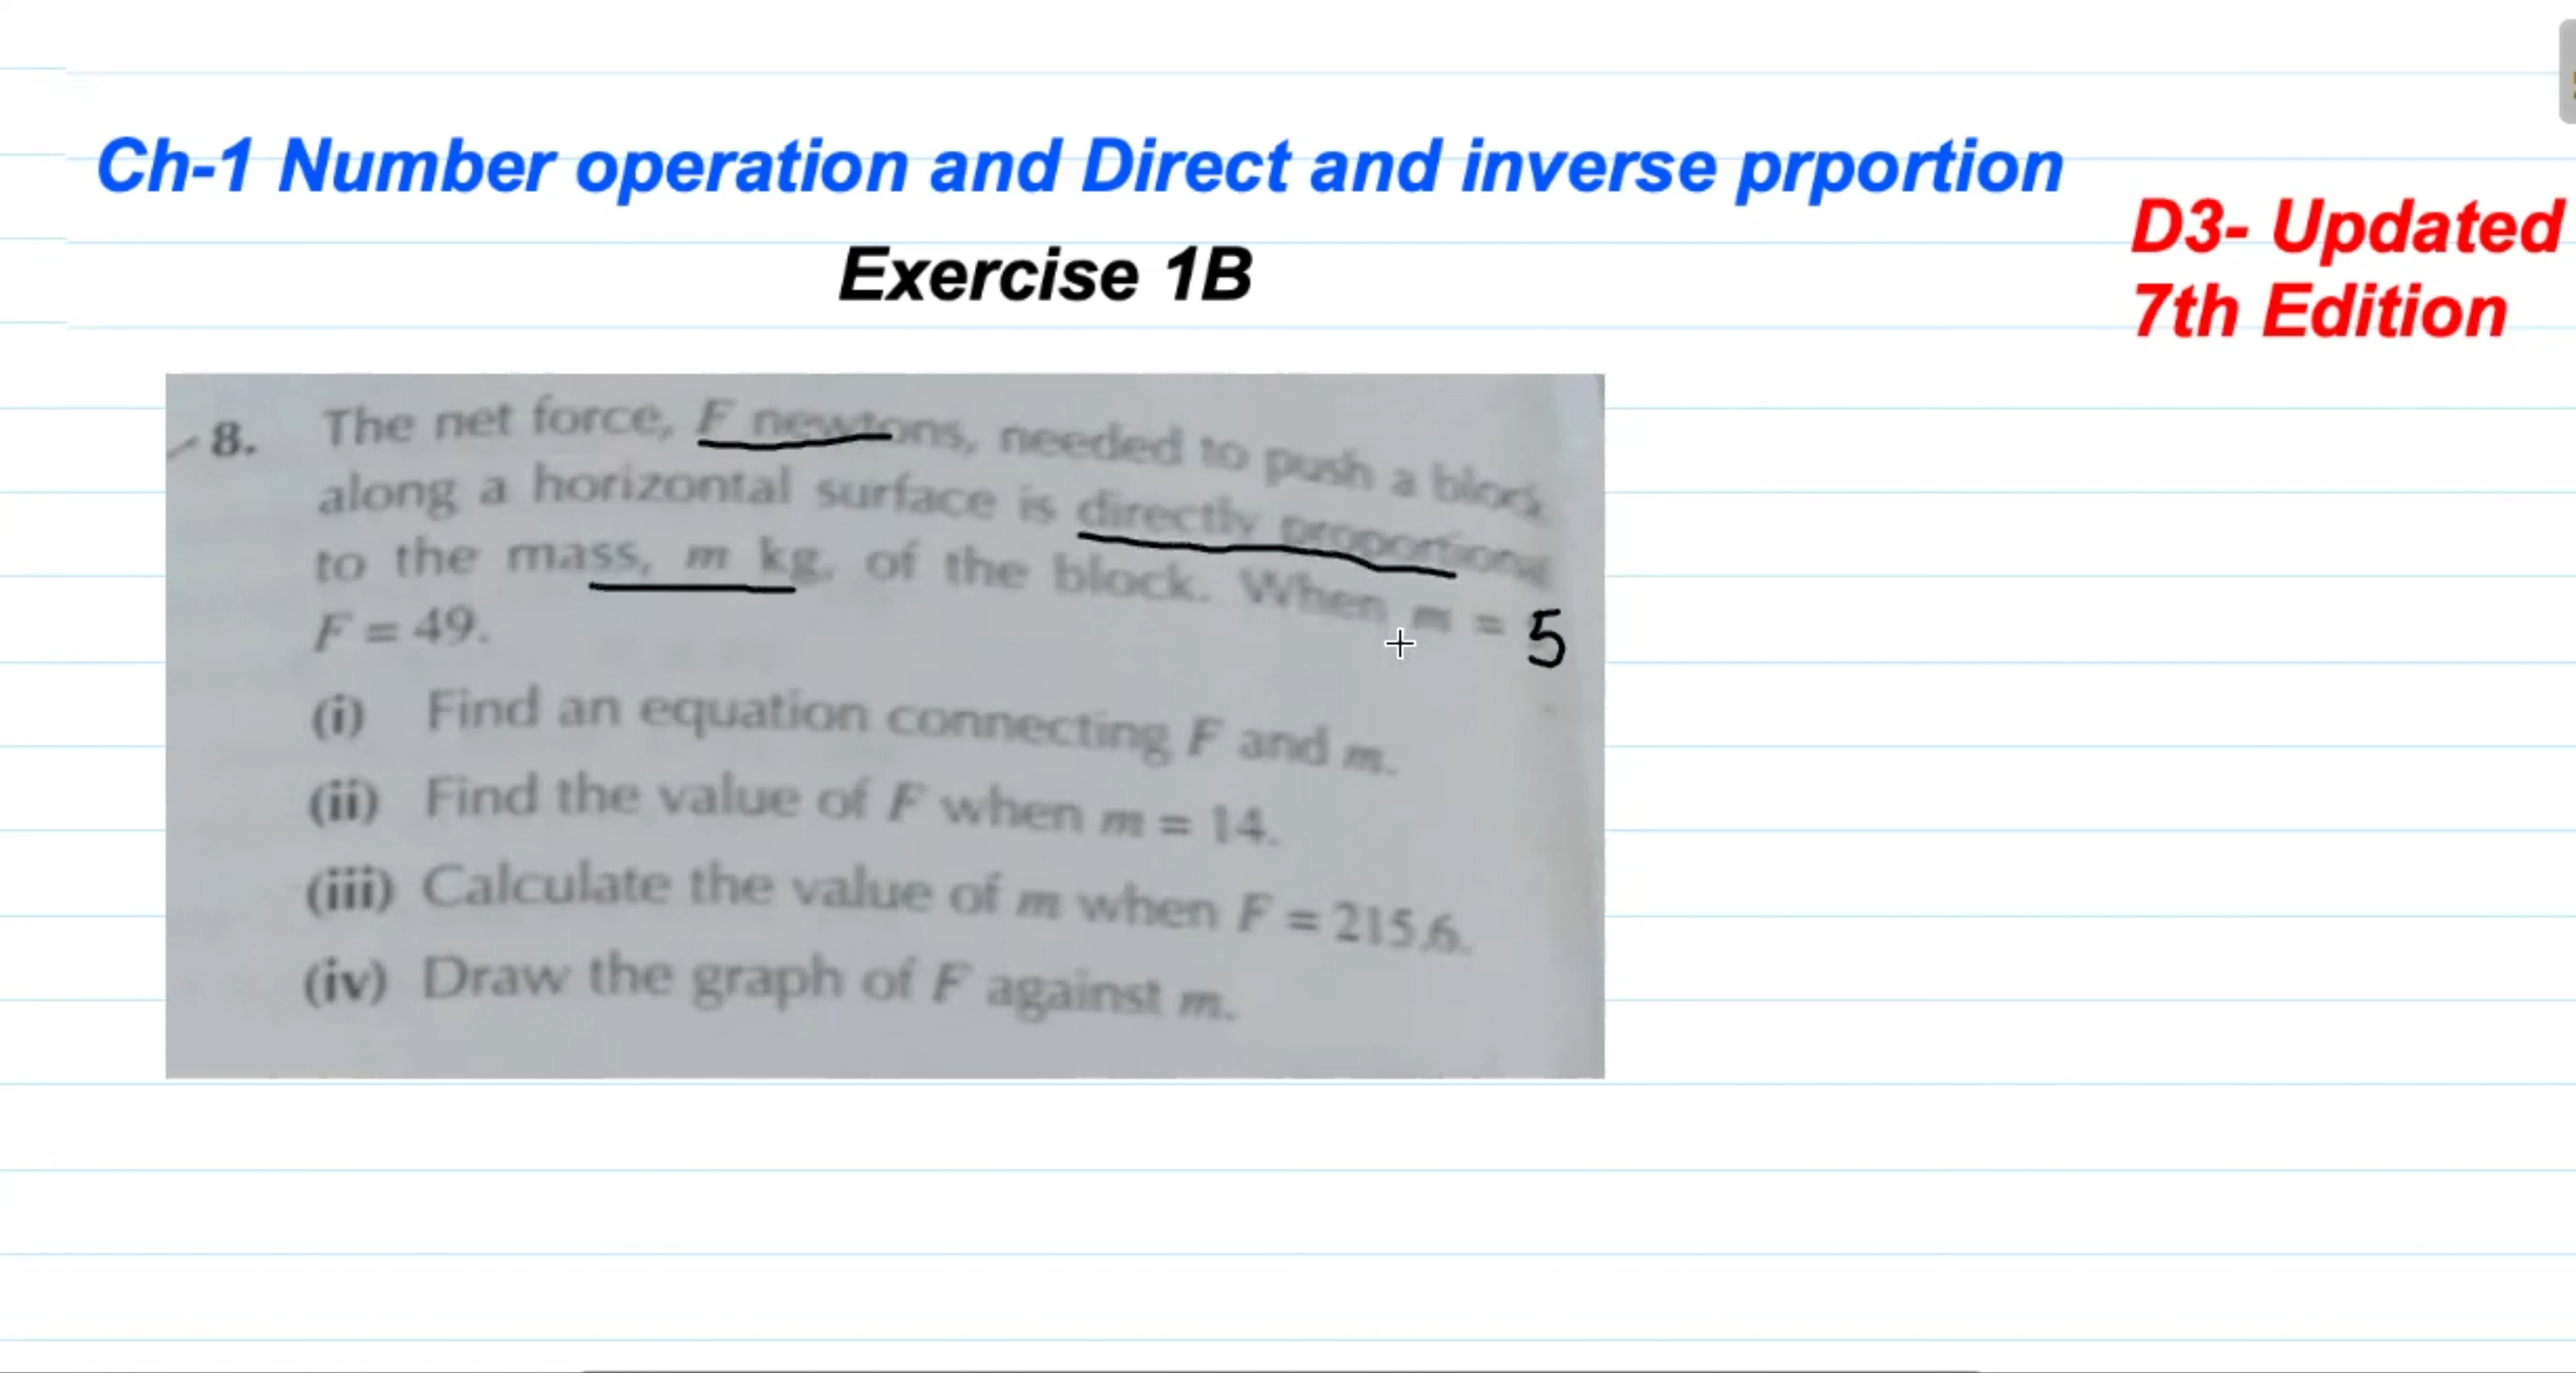 Ch-1 Number operation and Direct and inverse prportion
D3- Updated
7th Edition
Exercise 1B
8. The net force, F newtons, needed to push a block
along a horizontal surface is directly proportional
to the mass, m kg, of the block. When m = 5
F = 49.
(i) Find an equation connecting F and m.
(ii) Find the value of F when m = 14.
(iii) Calculate the value of m when F = 215.6.
(iv) Draw the graph of F against m.